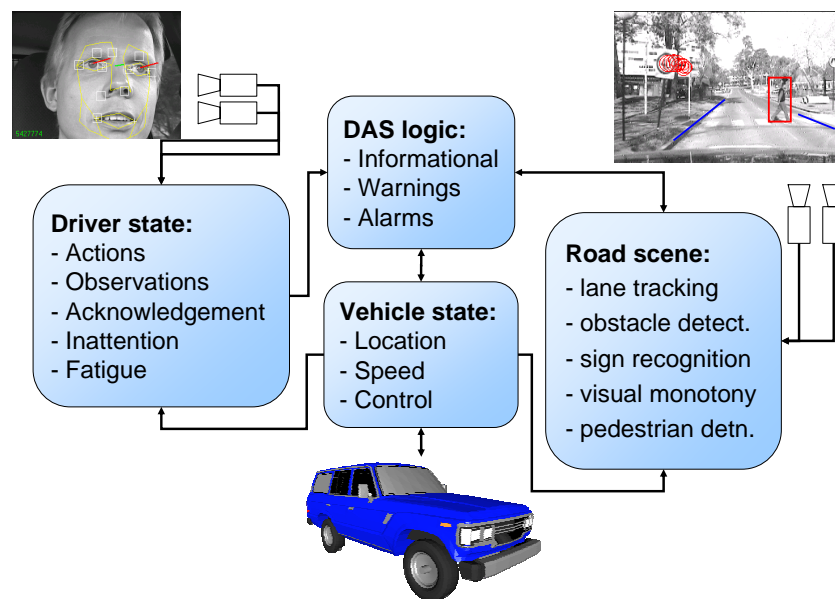 5427774
DAS logic:
- Informational
- Warnings
- Alarms
Driver state:
- Actions
- Observations
- Acknowledgement
- Inattention
- Fatigue
Vehicle state:
- Location
- Speed
- Control
Road scene:
- lane tracking
- obstacle detect.
- sign recognition
- visual monotony
- pedestrian detn.